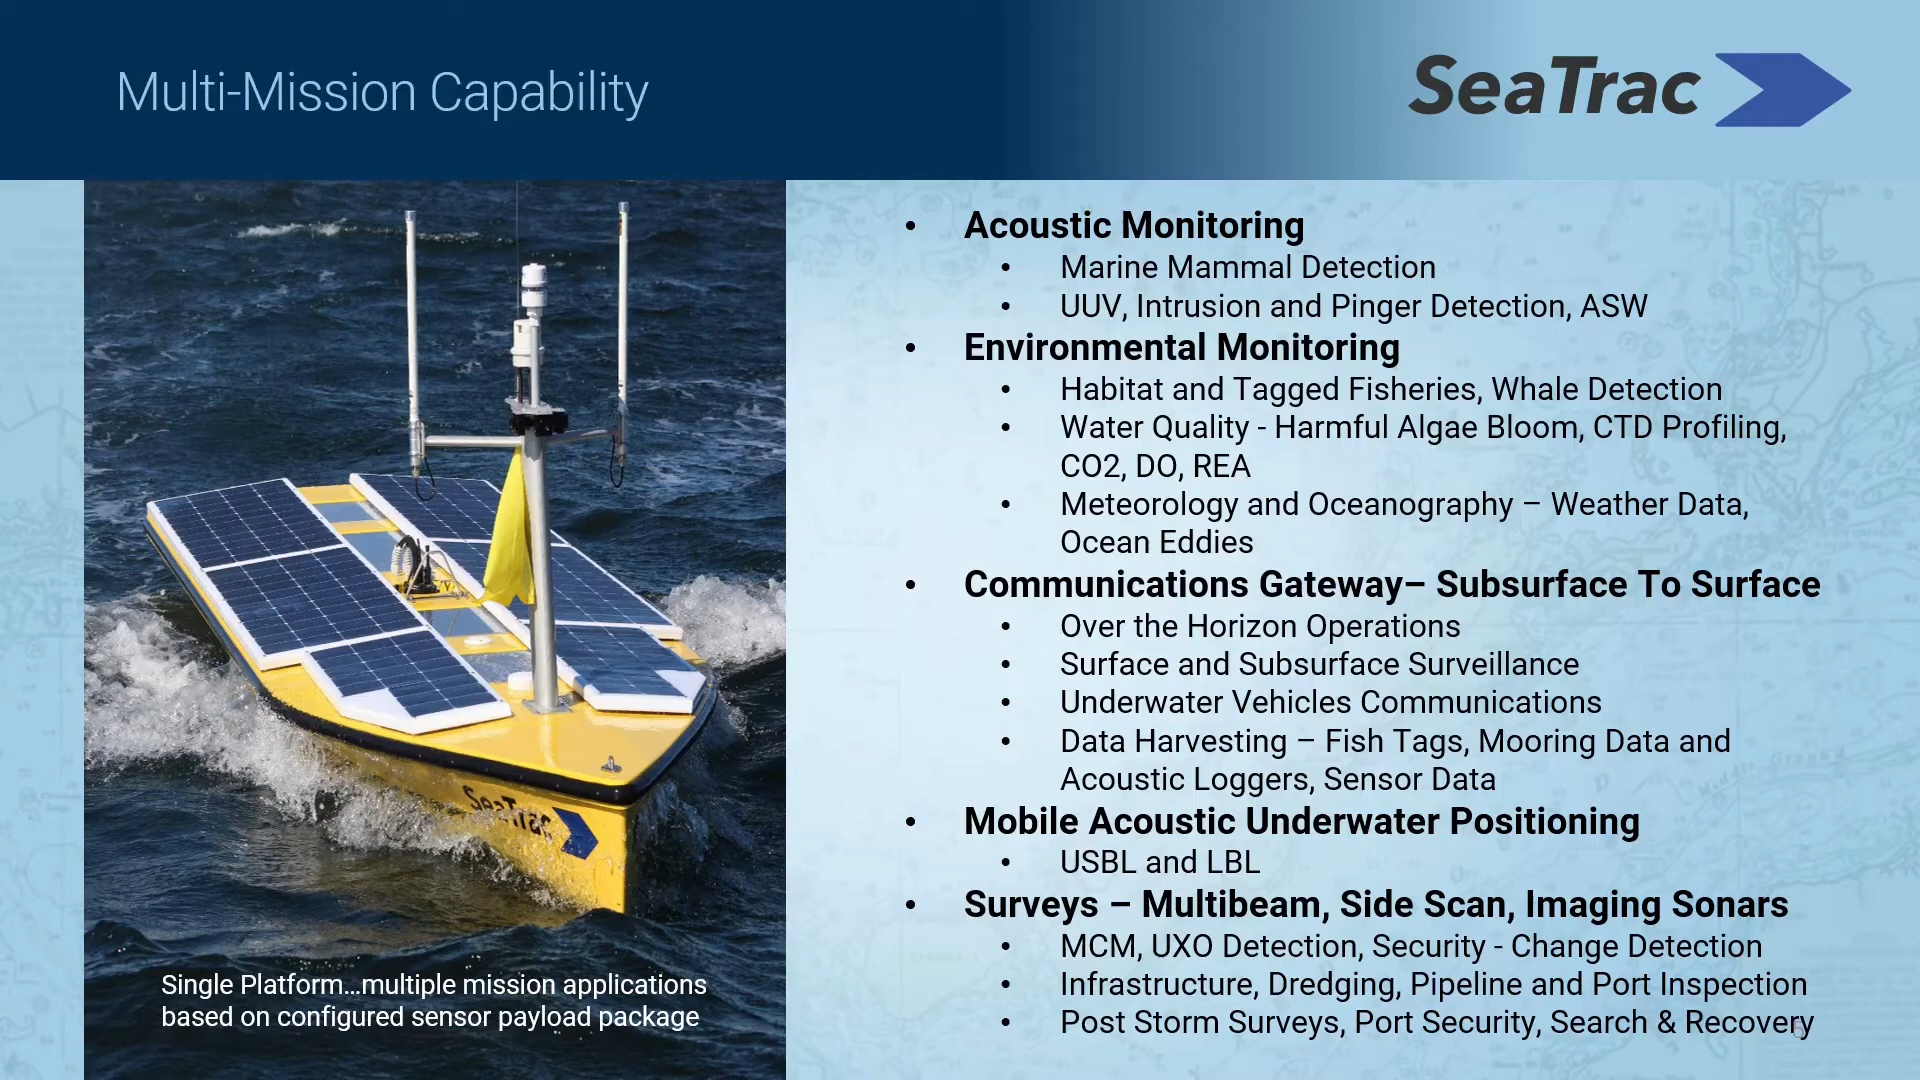 Multi-Mission Capability
SeaTrac
• Acoustic Monitoring
• Marine Mammal Detection
• UUV, Intrusion and Pinger Detection, ASW
• Environmental Monitoring
• Habitat and Tagged Fisheries, Whale Detection
• Water Quality - Harmful Algae Bloom, CTD Profiling,
CO2, DO, REA
• Meteorology and Oceanography – Weather Data,
Ocean Eddies
• Communications Gateway– Subsurface To Surface
• Over the Horizon Operations
• Surface and Subsurface Surveillance
• Underwater Vehicles Communications
• Data Harvesting – Fish Tags, Mooring Data and
Acoustic Loggers, Sensor Data
• Mobile Acoustic Underwater Positioning
• USBL and LBL
• Surveys – Multibeam, Side Scan, Imaging Sonars
• MCM, UXO Detection, Security - Change Detection
• Infrastructure, Dredging, Pipeline and Port Inspection
• Post Storm Surveys, Port Security, Search & Recovery
SeaTrac
Single Platform...multiple mission applications
based on configured sensor payload package